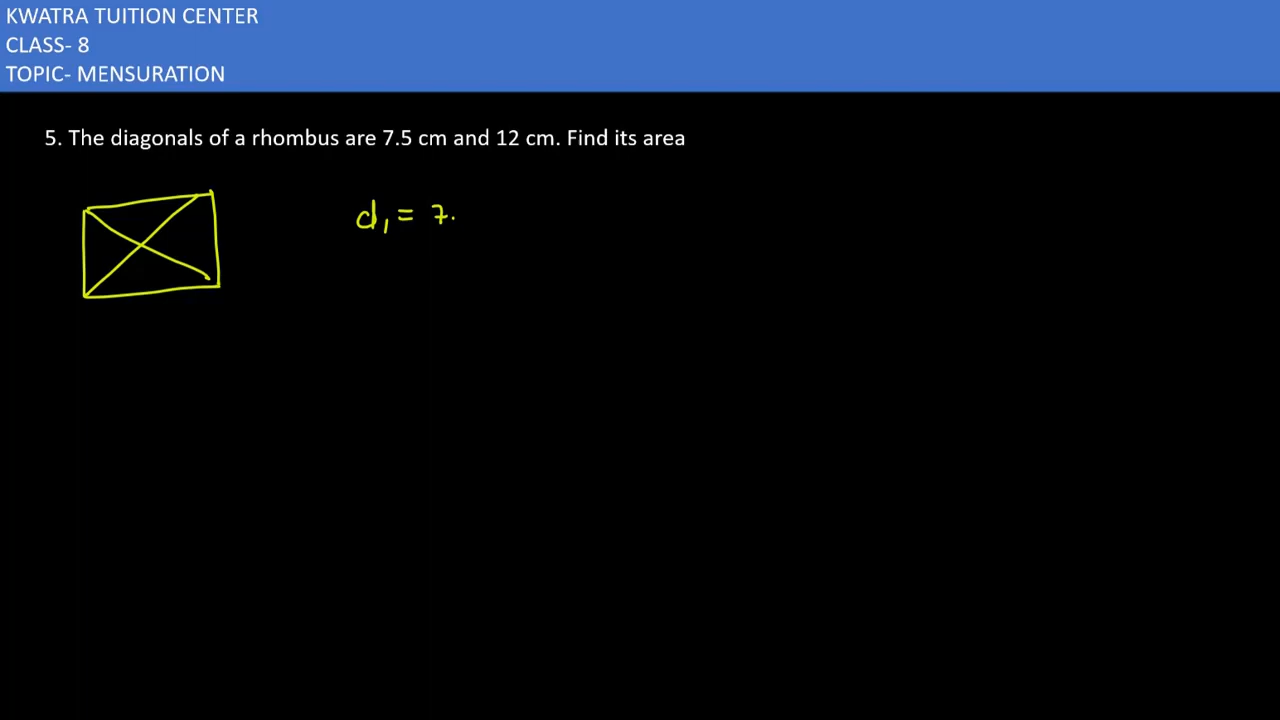 KWATRA TUITION CENTER
CLASS- 8
TOPIC- MENSURATION
5. The diagonals of a rhombus are 7.5 cm and 12 cm. Find its area
d₁ = 7.